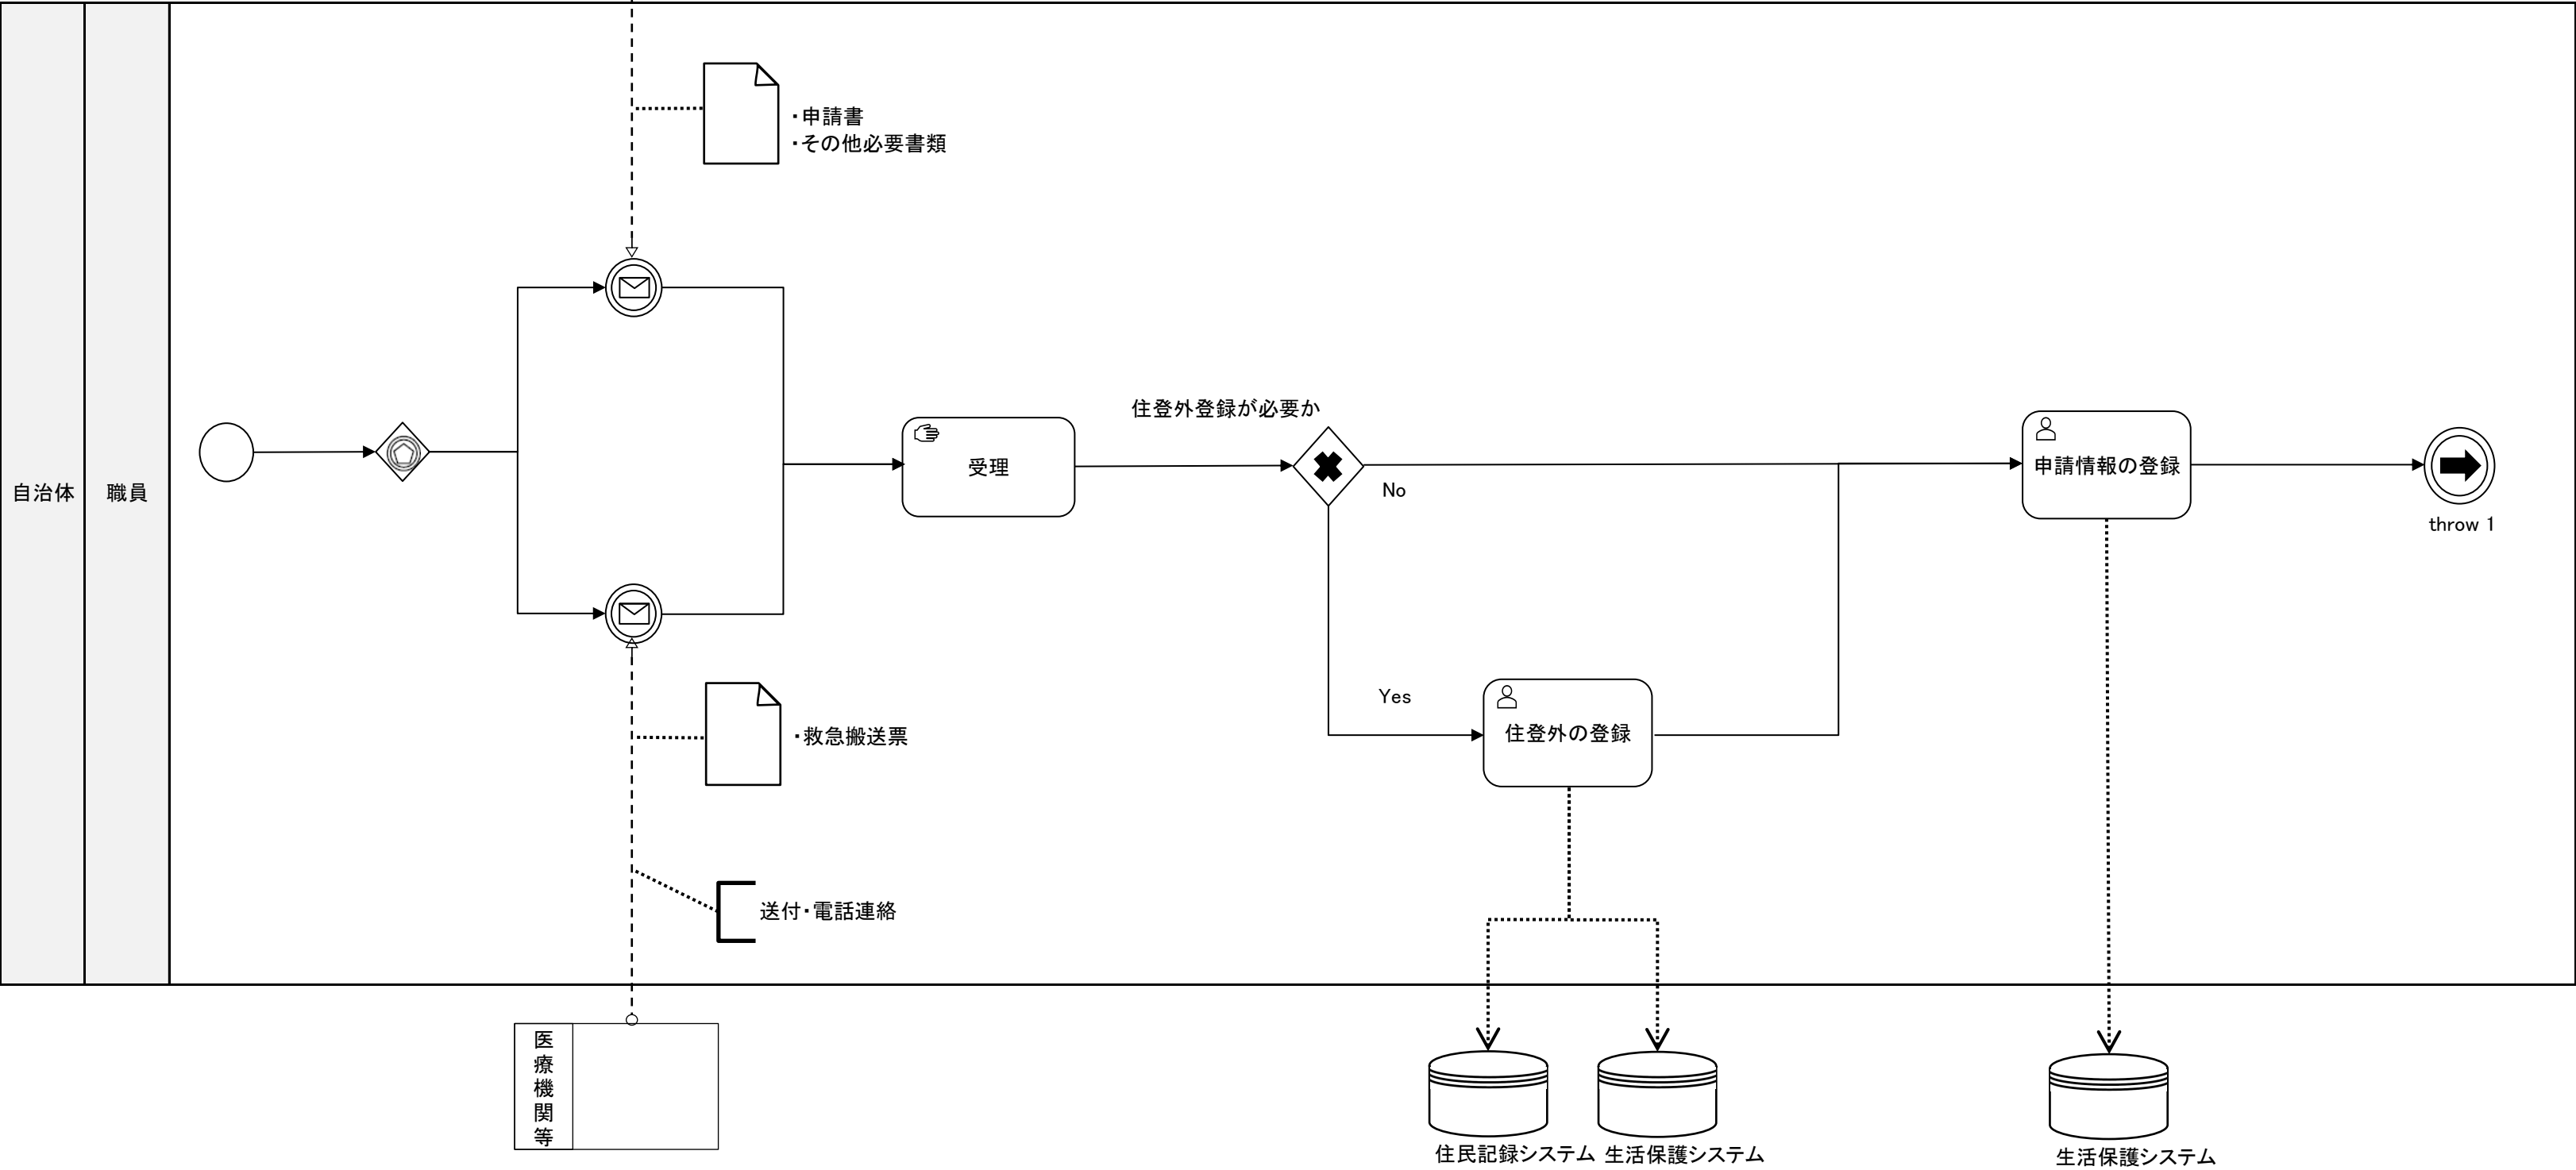 ・申請書
・その他必要書類
住登外登録が必要か
受理
No
申請情報の登録
throw 1
自治体
職員
Yes
住登外の登録
・救急搬送票
送付・電話連絡
医療機関等
住民記録システム
生活保護システム
生活保護システム